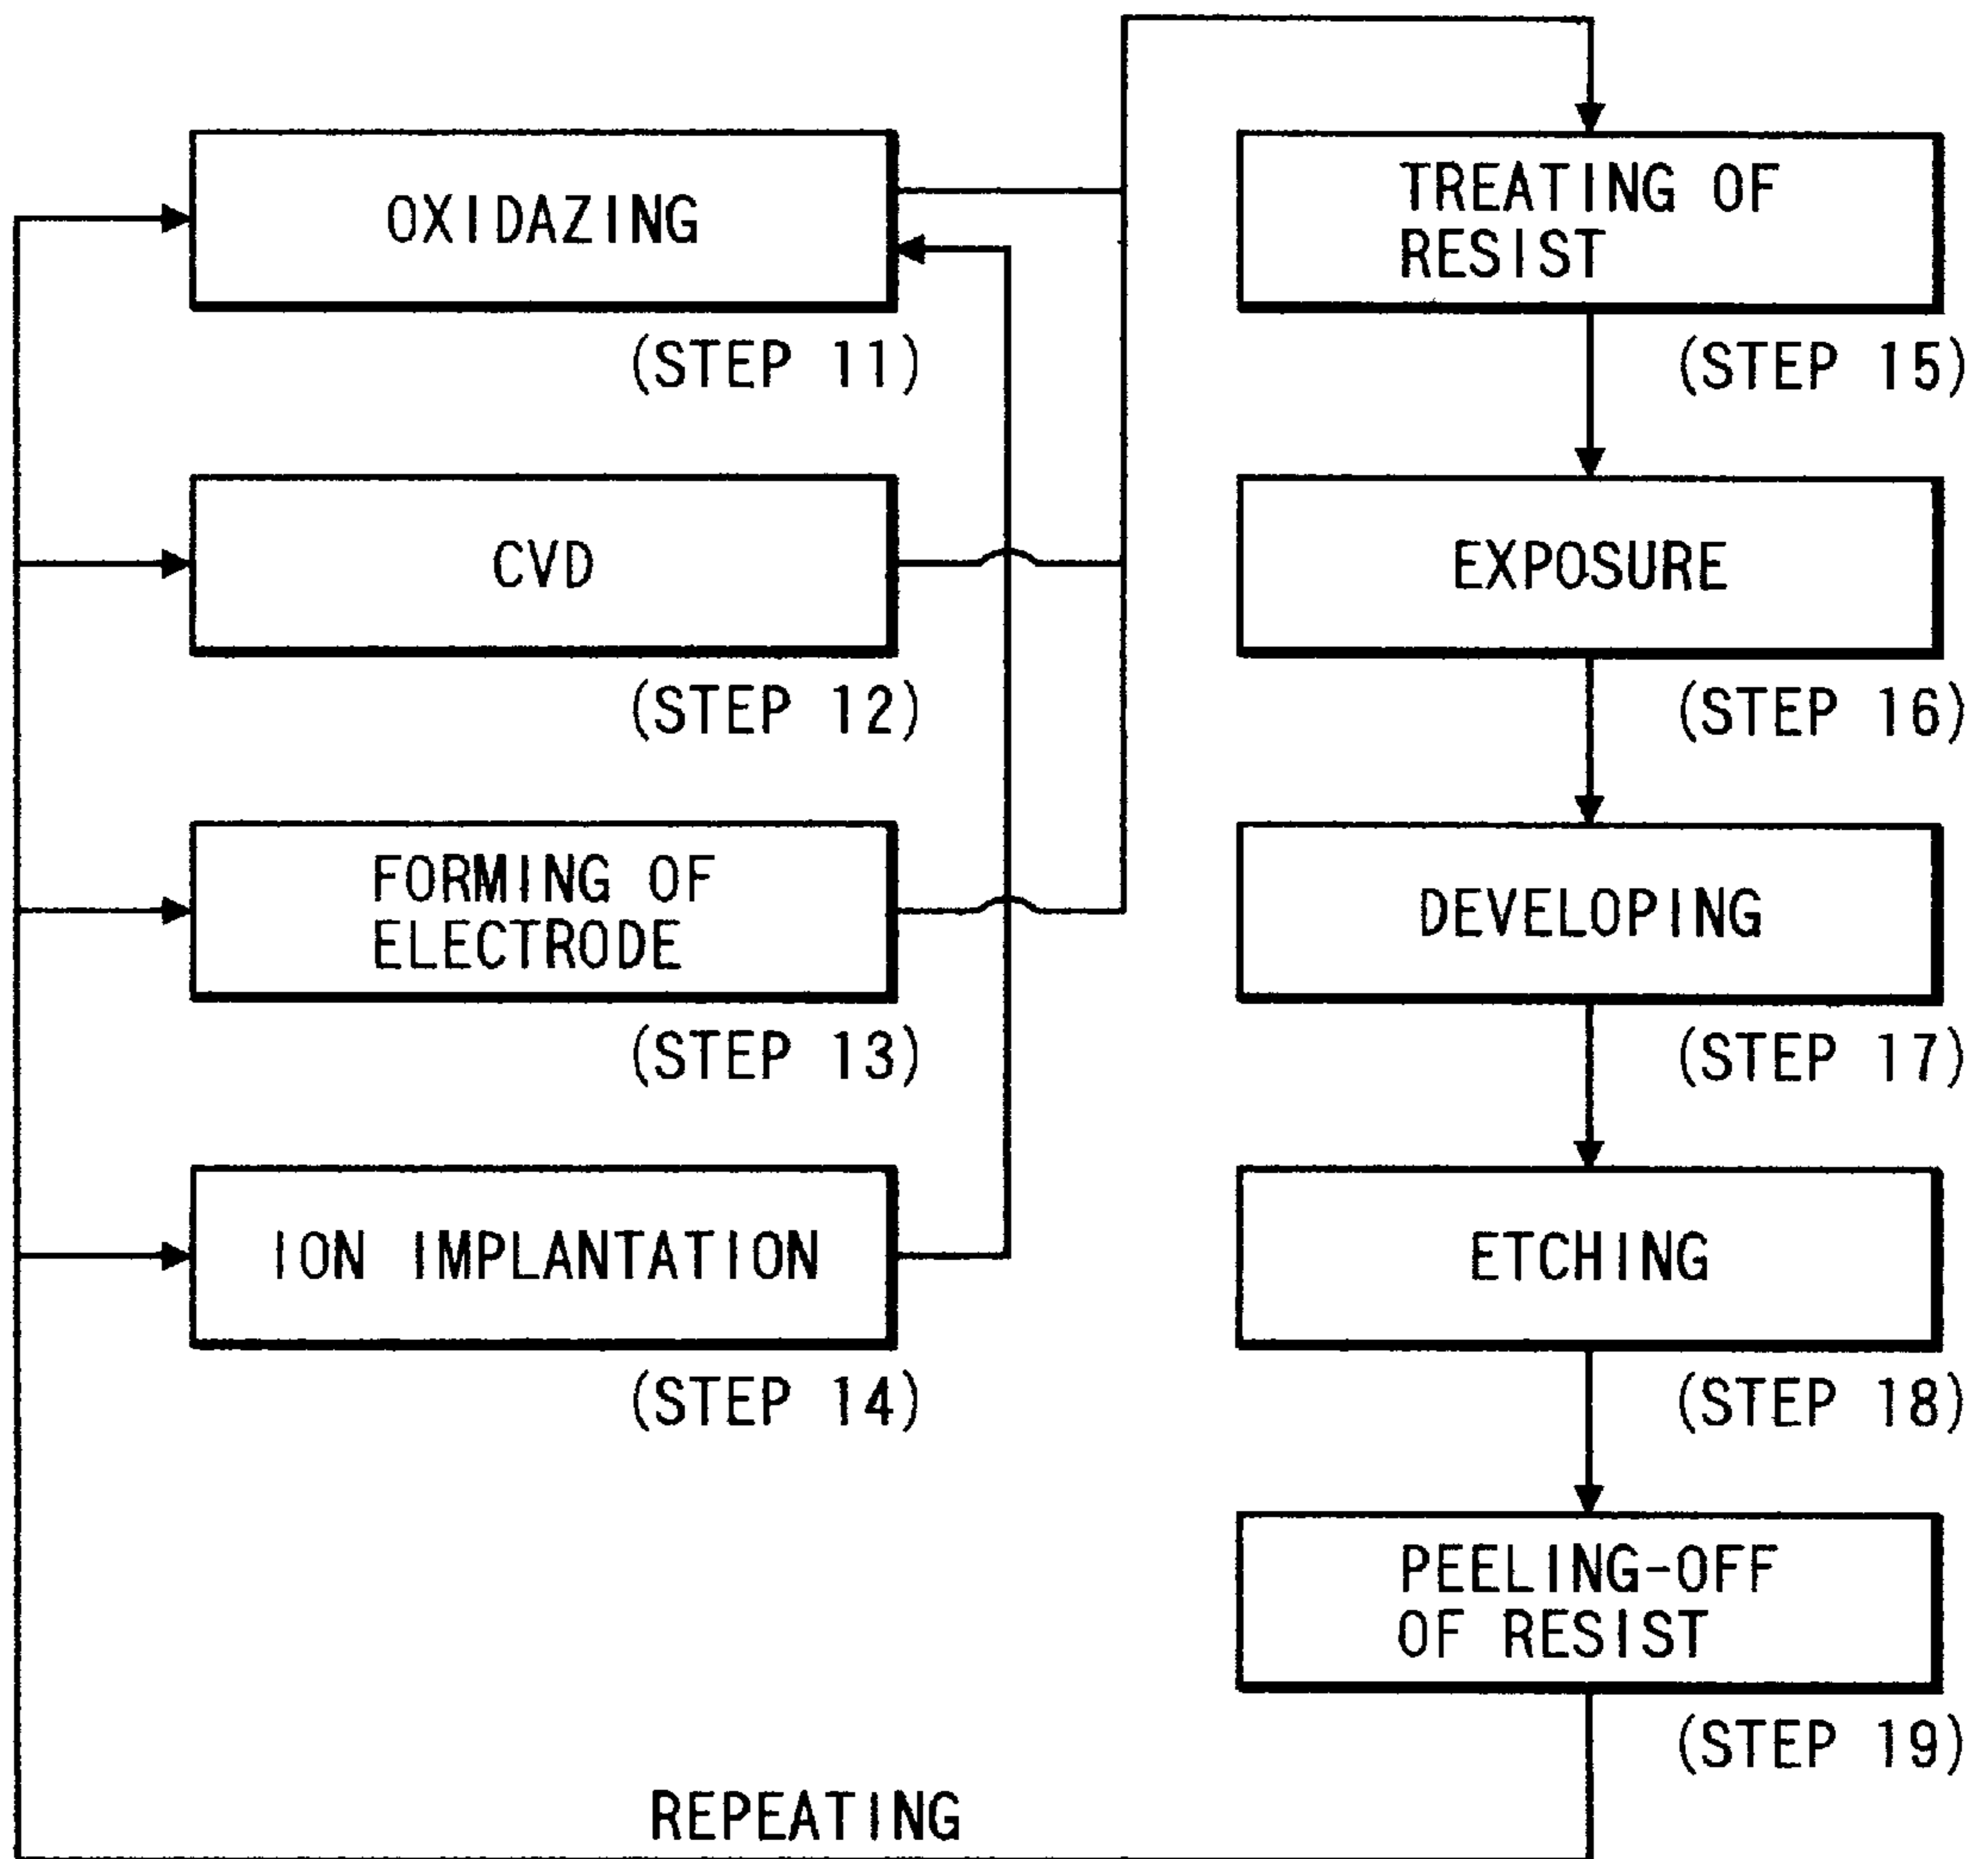 OXIDAZING
(STEP 11)
CVD
(STEP 12)
FORMING OF
ELECTRODE
(STEP 13)
ION IMPLANTATION
(STEP 14)
TREATING OF
RESIST
(STEP 15)
EXPOSURE
(STEP 16)
DEVELOPING
(STEP 17)
ETCHING
(STEP 18)
PEELING-OFF
OF RESIST
(STEP 19)
REPEATING